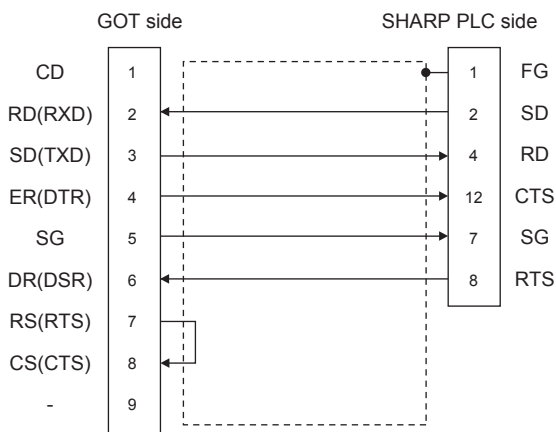 GOT side SHARP PLC side
CD 1 1 FG
RD(RXD) 2 2 SD
SD(TXD) 3 4 RD
ER(DTR) 4 12 CTS
SG 5 7 SG
DR(DSR) 6 8 RTS
RS(RTS) 7
CS(CTS) 8
- 9